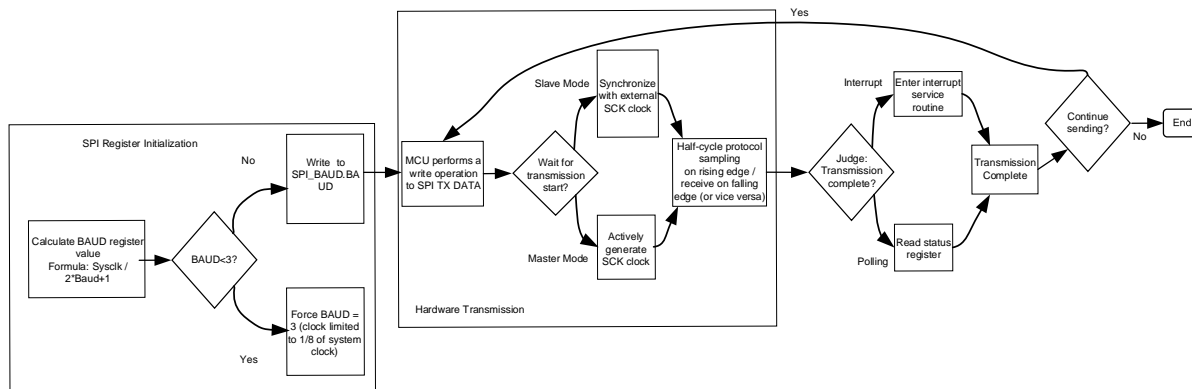 SPI Register Initialization
Calculate BAUD register
value
Formula: Sysclk /
2*Baud+1
BAUD<3?
No
Write to
SPI_BAUD.BA
UD
Yes
Force BAUD =
3 (clock limited
to 1/8 of system
clock)
Hardware Transmission
MCU performs a
write operation
to SPI TX DATA
Wait for
transmission
start?
Slave Mode
Synchronize
with external
SCK clock
Master Mode
Actively
generate
SCK clock
Half-cycle protocol
sampling
on rising edge /
receive on falling
edge (or vice versa)
Judge:
Transmission
complete?
Interrupt
Enter interrupt
service
routine
Polling
Read status
register
Transmission
Complete
Continue
sending?
Yes
No
End